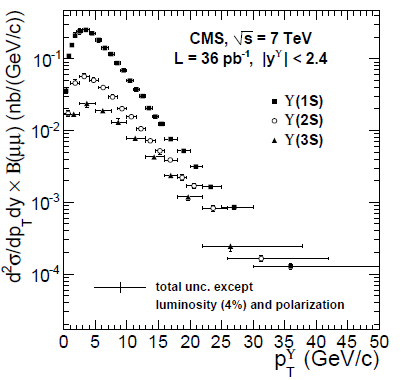 CMS, √s = 7 TeV
L = 36 pb⁻¹, |y^Υ| < 2.4
Υ(1S)
Υ(2S)
Υ(3S)
d²σ/dp_T dy × B(μμ) (nb/(GeV/c))
10⁻¹
10⁻²
10⁻³
10⁻⁴
total unc. except
luminosity (4%) and polarization
0 5 10 15 20 25 30 35 40 45 50
p_T^Υ (GeV/c)